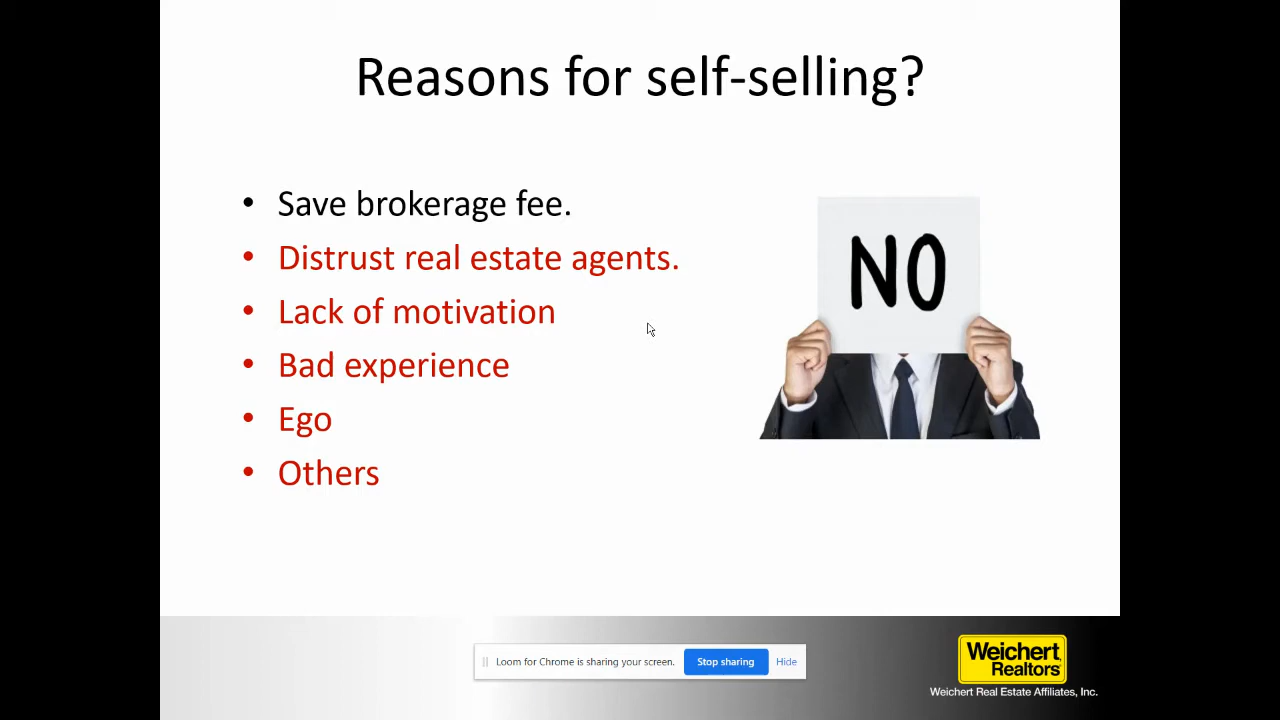 Reasons for self-selling?
• Save brokerage fee.
• Distrust real estate agents.
• Lack of motivation
• Bad experience
• Ego
• Others
NO
Loom for Chrome is sharing your screen. Stop sharing Hide
Weichert
Realtors
Weichert Real Estate Affiliates, Inc.